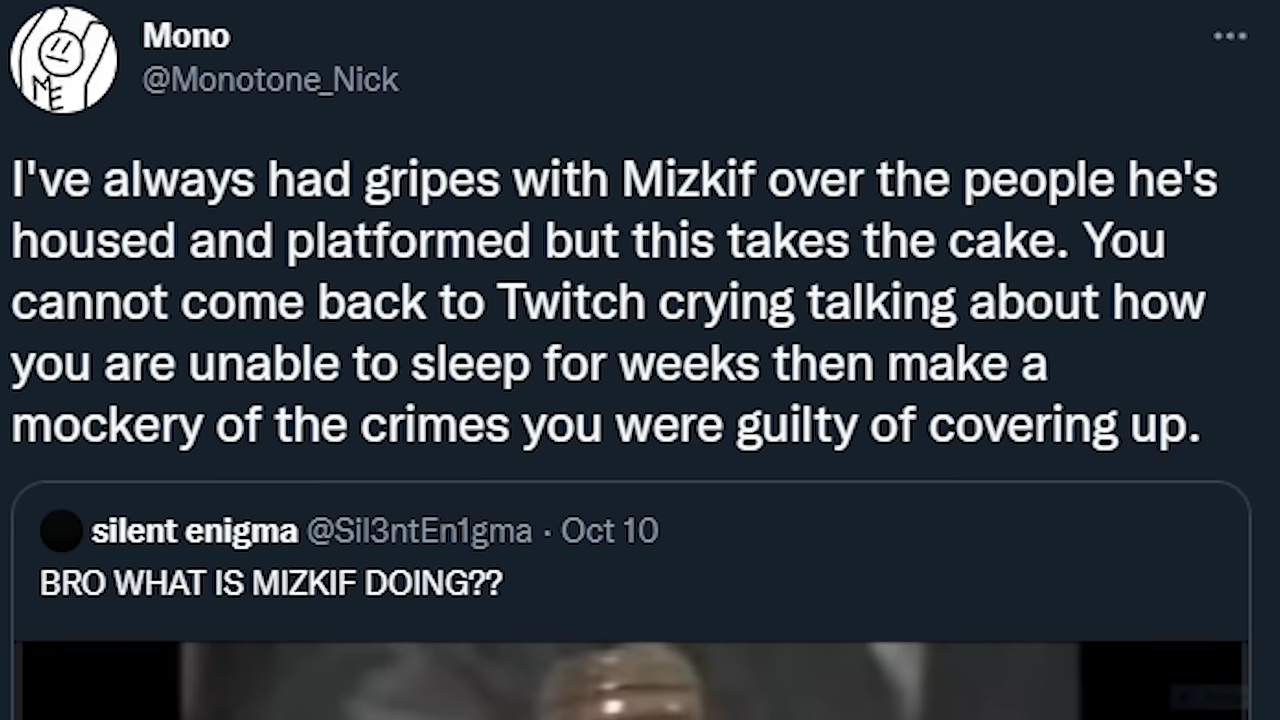 Mono
@Monotone_Nick
I've always had gripes with Mizkif over the people he's
housed and platformed but this takes the cake. You
cannot come back to Twitch crying talking about how
you are unable to sleep for weeks then make a
mockery of the crimes you were guilty of covering up.
silent enigma @Sil3ntEn1gma · Oct 10
BRO WHAT IS MIZKIF DOING??
ME